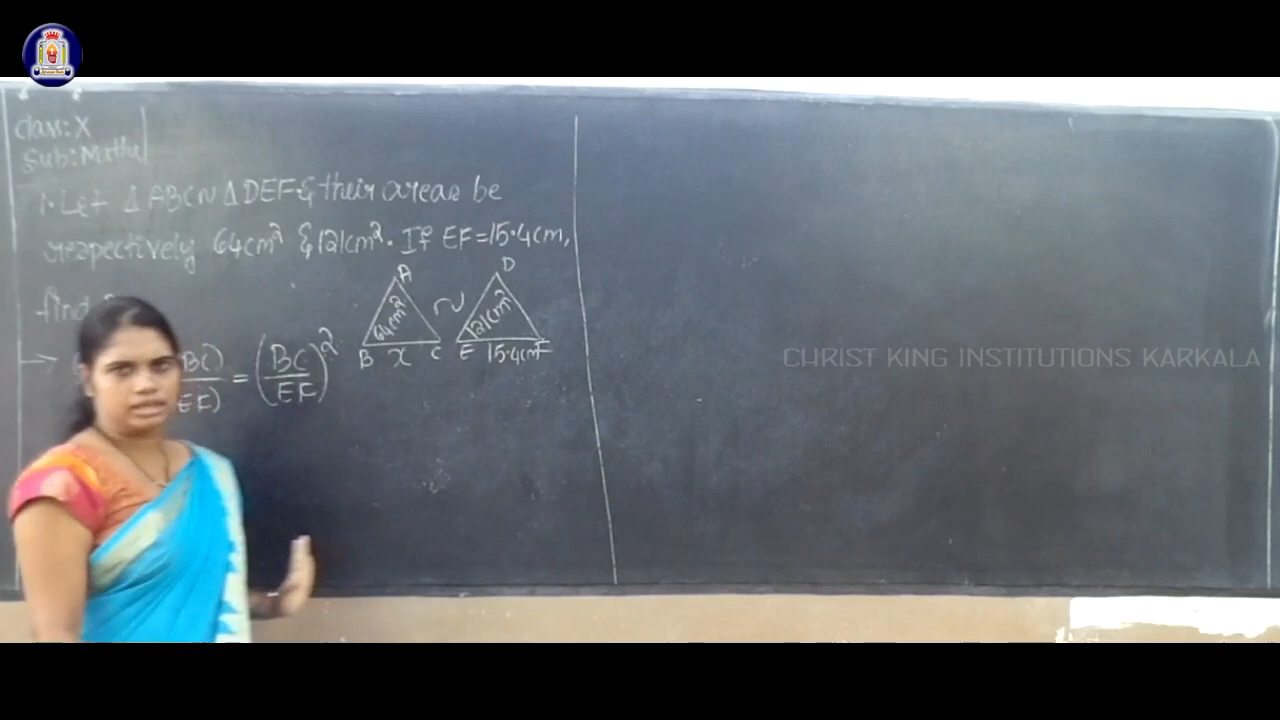 Class: X
Sub: Maths
1. Let Δ ABC ~ Δ DEF & their areas be
respectively 64cm² & 121cm². If EF=15.4cm,
find
A
D
64cm²
~
121cm²
B x C E 15.4cm F
→ BC) = (BC)²
EF) EF
CHRIST KING INSTITUTIONS KARKALA